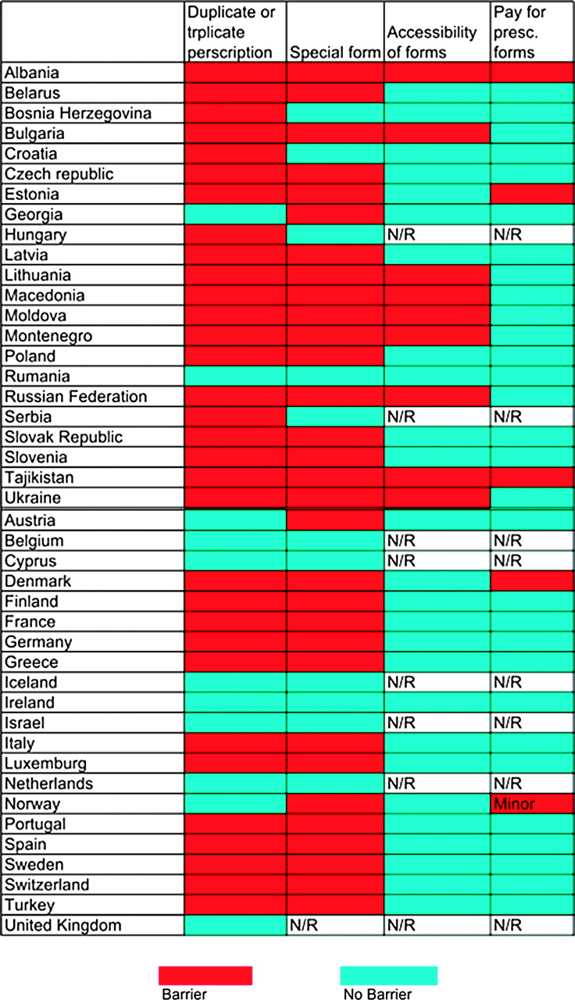 Duplicate or
trplicate
perscription
Special form
Accessibility
of forms
Pay for
presc.
forms
Albania
Belarus
Bosnia Herzegovina
Bulgaria
Croatia
Czech republic
Estonia
Georgia
Hungary N/R N/R
Latvia
Lithuania
Macedonia
Moldova
Montenegro
Poland
Rumania
Russian Federation
Serbia N/R N/R
Slovak Republic
Slovenia
Tajikistan
Ukraine
Austria
Belgium N/R N/R
Cyprus N/R N/R
Denmark
Finland
France
Germany
Greece
Iceland N/R N/R
Ireland
Israel N/R N/R
Italy
Luxemburg
Netherlands N/R N/R
Norway Minor
Portugal
Spain
Sweden
Switzerland
Turkey
United Kingdom N/R N/R N/R
Barrier No Barrier